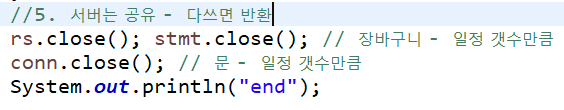 //5. 서버는 공유 - 다쓰면 반환
rs.close(); stmt.close(); // 장바구니 - 일정 갯수만큼
conn.close(); // 문 - 일정 갯수만큼
System.out.println("end");